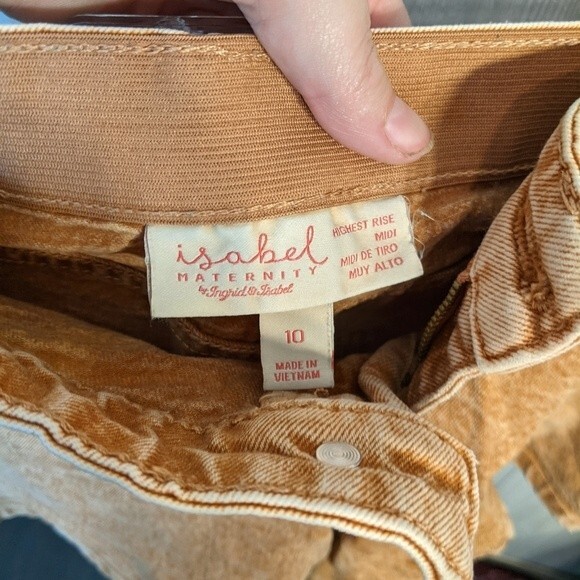 isabel
MATERNITY
by Ingrid & Isabel
HIGHEST RISE
MIDI
MIDI DE TIRO
MUY ALTO
10
MADE IN
VIETNAM